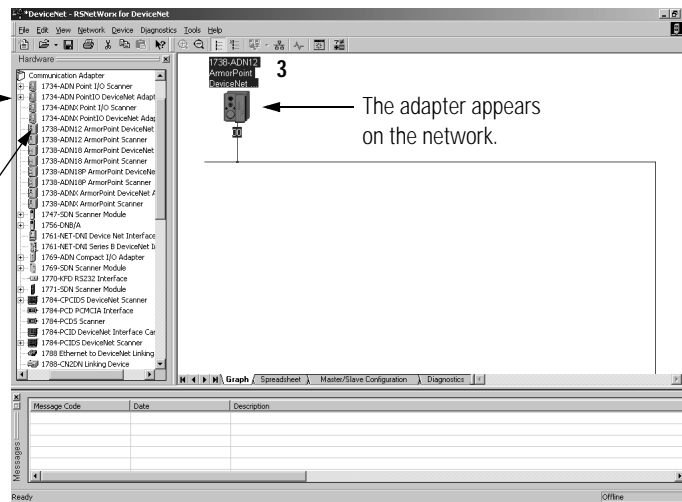 *DeviceNet - RSNetWorx for DeviceNet
File Edit View Network Device Diagnostics Tools Help
Hardware
Communication Adapter
1734-ADN Point I/O Scanner
1734-ADN PointIO DeviceNet Adapt
1734-ADNX Point I/O Scanner
1734-ADNX PointIO DeviceNet Adap
1738-ADN12 ArmorPoint DeviceNet
1738-ADN12 ArmorPoint Scanner
1738-ADN18 ArmorPoint DeviceNet
1738-ADN18 ArmorPoint Scanner
1738-ADN18P ArmorPoint DeviceNe
1738-ADN18P ArmorPoint Scanner
1738-ADNX ArmorPoint DeviceNet A
1738-ADNX ArmorPoint Scanner
1747-SDN Scanner Module
1756-DNB/A
1761-NET-DNI Device Net Interface
1761-NET-DNI Series B DeviceNet I
1769-ADN Compact I/O Adapter
1769-SDN Scanner Module
1770-KFD RS232 Interface
1771-SDN Scanner Module
1784-CPCIDS DeviceNet Scanner
1784-PCD PCMCIA Interface
1784-PCDS Scanner
1784-PCID DeviceNet Interface Car
1784-PCIDS DeviceNet Scanner
1788 Ethernet to DeviceNet Linking
1788-CN2DN Linking Device
1738-ADN12
ArmorPoint
DeviceNet ...
3
00
The adapter appears
on the network.
Graph Spreadsheet Master/Slave Configuration Diagnostics
Messages
Message Code Date Description
Ready Offline